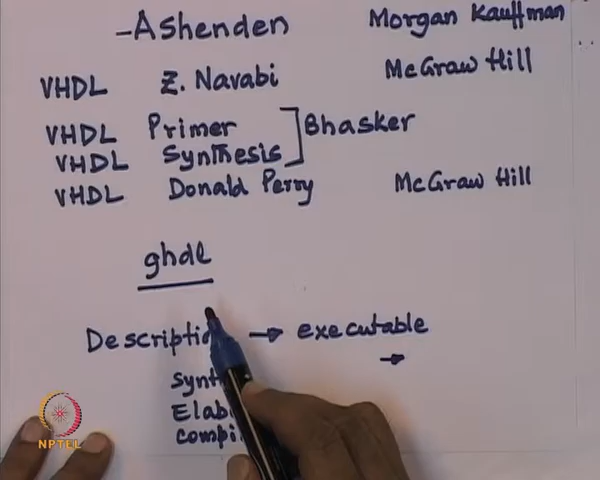 -Ashenden Morgan Kauffman
VHDL Z. Navabi McGraw Hill
VHDL Primer
VHDL Synthesis ] Bhasker
VHDL Donald Perry McGraw Hill
ghdl
→ executable
→
NPTEL